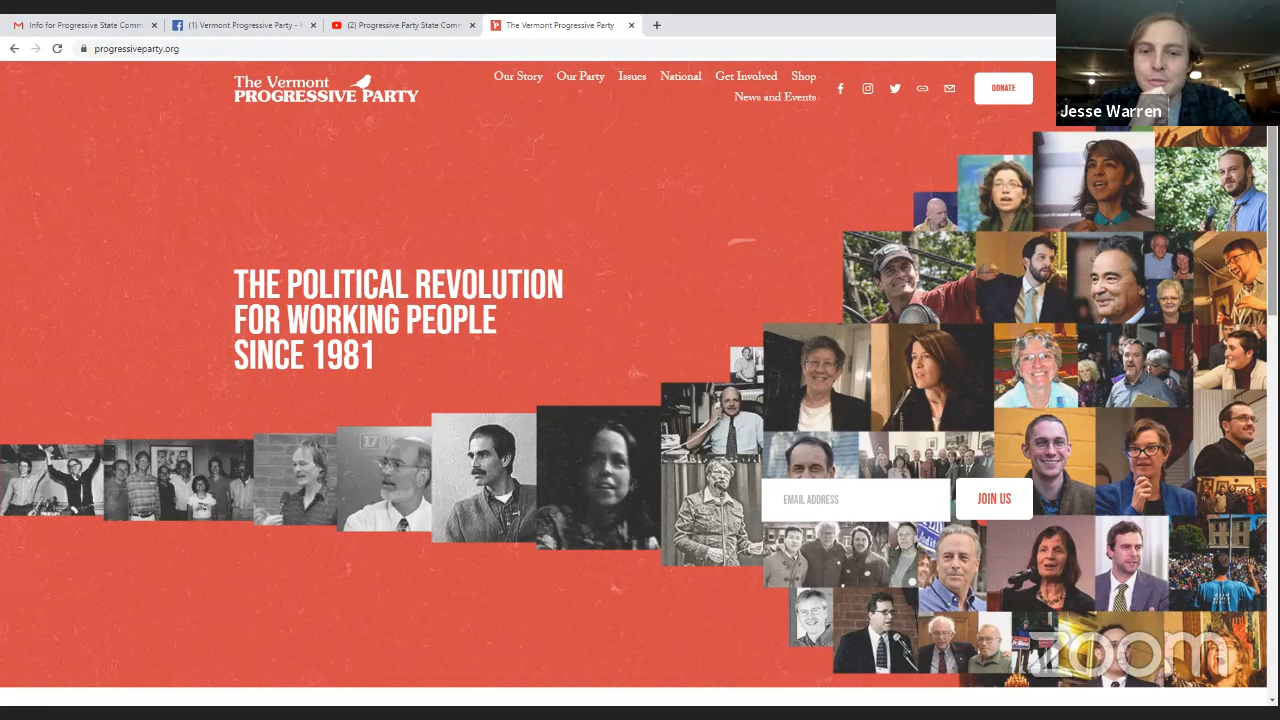 Info for Progressive State Comm
(1) Vermont Progressive Party -
(2) Progressive Party State Com
The Vermont Progressive Party
progressiveparty.org
The Vermont
PROGRESSIVE PARTY
Our Story Our Party Issues National Get Involved Shop
News and Events
DONATE
Jesse Warren
THE POLITICAL REVOLUTION
FOR WORKING PEOPLE
SINCE 1981
EMAIL ADDRESS
JOIN US
zoom